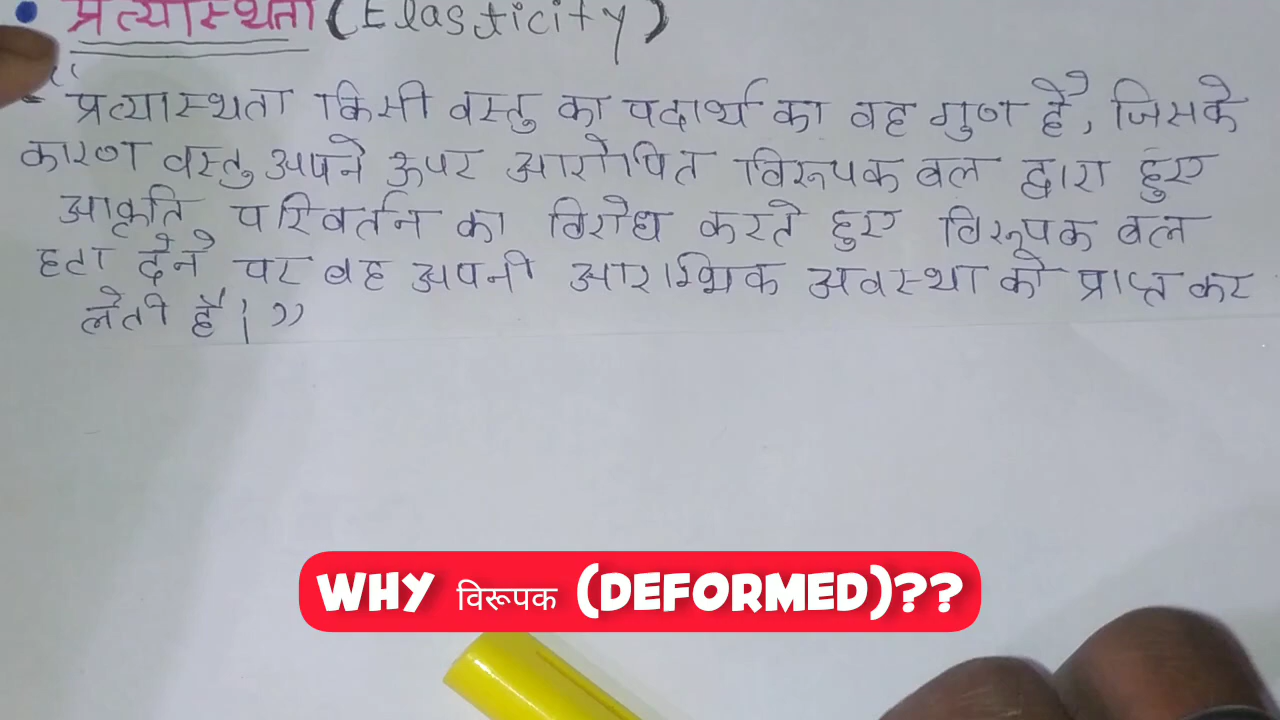 • प्रत्यास्थता (Elasticity)
“प्रत्यास्थता किसी वस्तु का पदार्थ का वह गुण है, जिसके
कारण वस्तु अपने ऊपर आरोपित विरूपक बल द्वारा हुए
आकृति परिवर्तन का विरोध करते हुए विरूपक बल
हटा देने पर वह अपनी आरम्भिक अवस्था को प्राप्त कर
लेती है।”
WHY विरूपक (DEFORMED)??